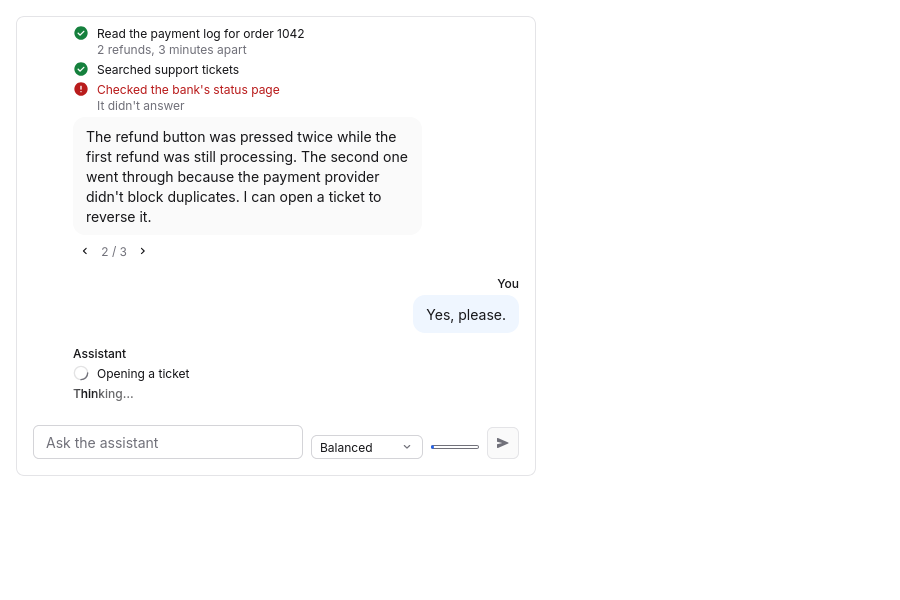 Read the payment log for order 1042
2 refunds, 3 minutes apart
Searched support tickets
Checked the bank's status page
It didn't answer
The refund button was pressed twice while the
first refund was still processing. The second one
went through because the payment provider
didn't block duplicates. I can open a ticket to
reverse it.
2 / 3
You
Yes, please.
Assistant
Opening a ticket
Thinking...
Ask the assistant
Balanced